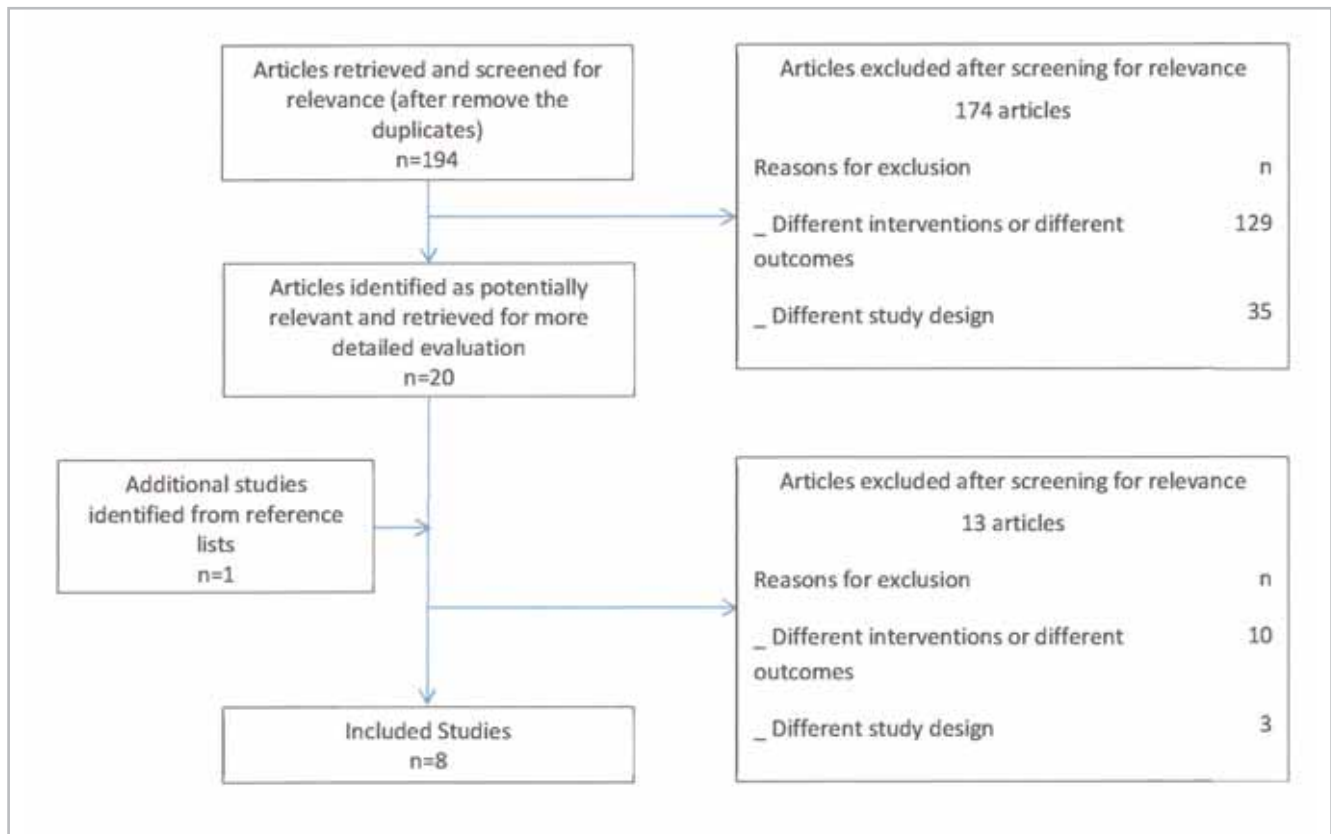 Articles retrieved and screened for
relevance (after remove the
duplicates)
n=194
Articles excluded after screening for relevance
174 articles
Reasons for exclusion n
_ Different interventions or different 129
outcomes
_ Different study design 35
Articles identified as potentially
relevant and retrieved for more
detailed evaluation
n=20
Additional studies
identified from reference
lists
n=1
Articles excluded after screening for relevance
13 articles
Reasons for exclusion n
_ Different interventions or different 10
outcomes
_ Different study design 3
Included Studies
n=8